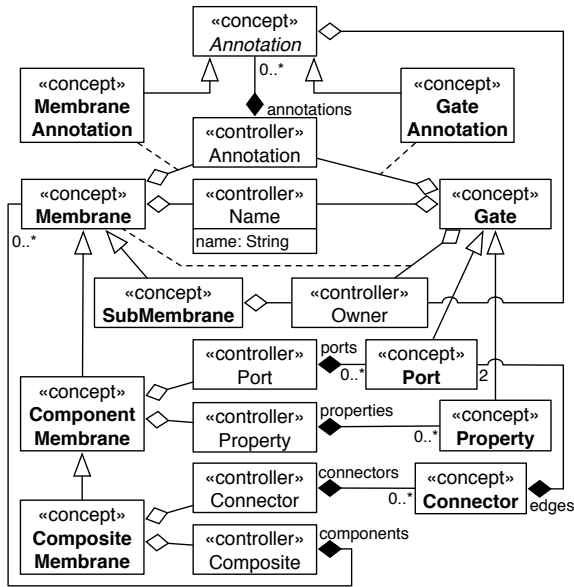 «concept»
Annotation
0..*
annotations
«concept»
Membrane
Annotation
«controller»
Annotation
«concept»
Gate
Annotation
«concept»
Membrane
0..*
«controller»
Name
name: String
«concept»
Gate
«concept»
SubMembrane
«controller»
Owner
«concept»
Component
Membrane
«controller»
Port
ports
0..*
«concept»
Port
2
«controller»
Property
properties
0..*
«concept»
Property
«concept»
Composite
Membrane
«controller»
Connector
connectors
0..*
«concept»
Connector
edges
«controller»
Composite
components